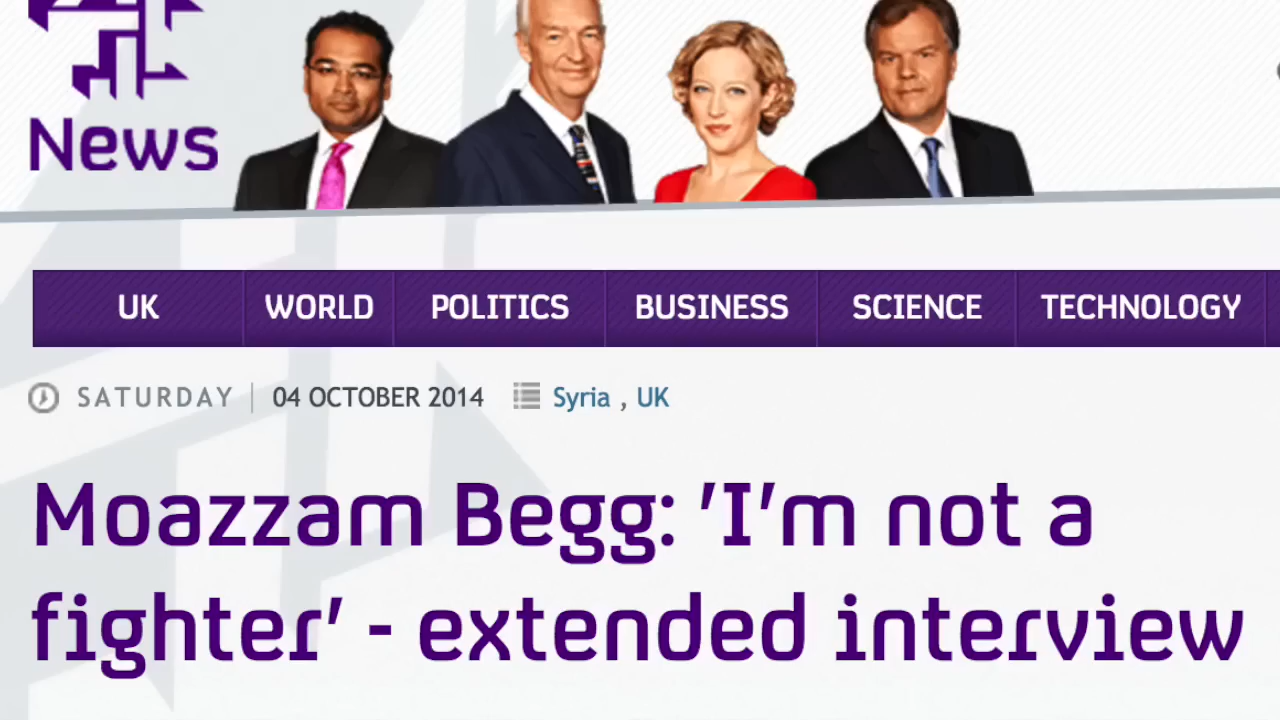 News
UK WORLD POLITICS BUSINESS SCIENCE TECHNOLOGY
SATURDAY 04 OCTOBER 2014 Syria , UK
Moazzam Begg: 'I'm not a
fighter' - extended interview